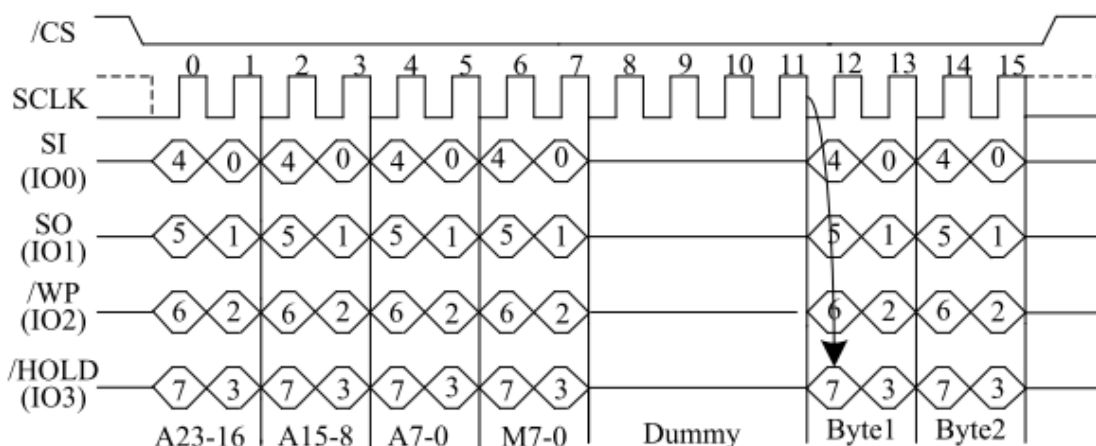 /CS
0 1 2 3 4 5 6 7 8 9 10 11 12 13 14 15
SCLK
SI
(IO0)
4 0 4 0 4 0 4 0 4 0 4 0
SO
(IO1)
5 1 5 1 5 1 5 1 5 1 5 1
/WP
(IO2)
6 2 6 2 6 2 6 2 6 2 6 2
/HOLD
(IO3)
7 3 7 3 7 3 7 3 7 3 7 3
A23-16 A15-8 A7-0 M7-0 Dummy Byte1 Byte2